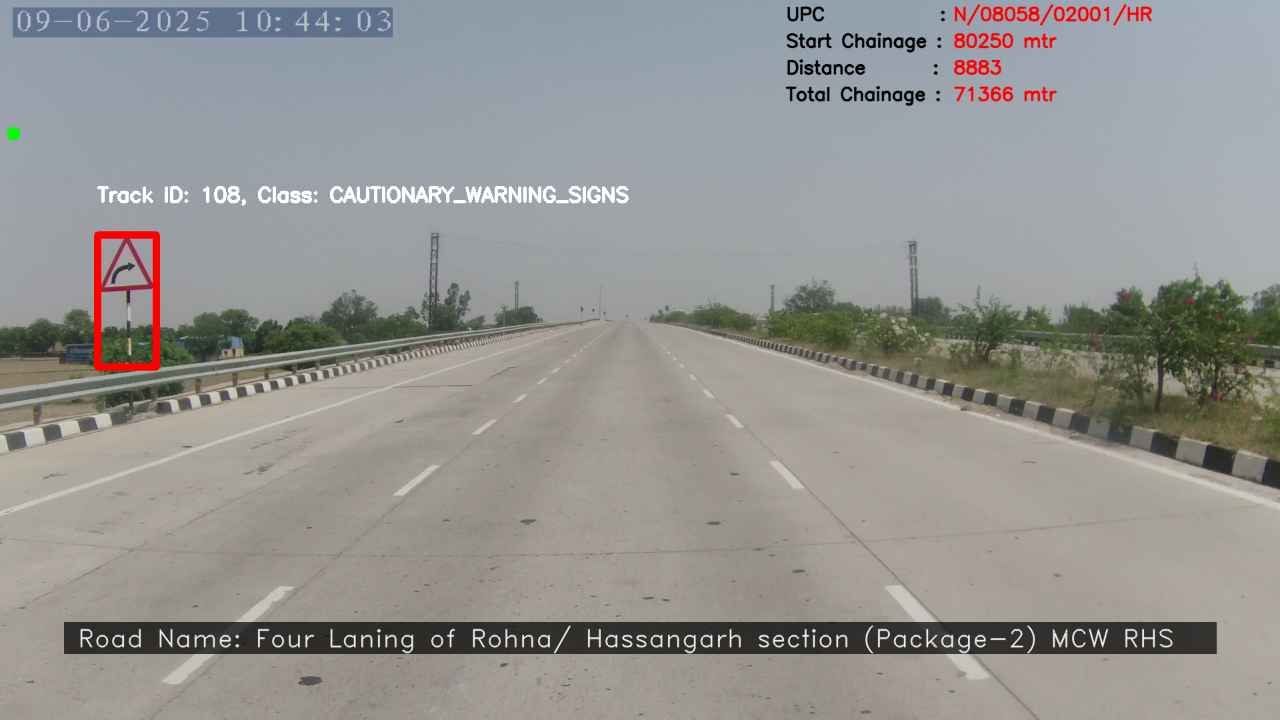 09-06-2025 10:44:03
UPC : N/08058/02001/HR
Start Chainage : 80250 mtr
Distance : 8883
Total Chainage : 71366 mtr
Track ID: 108, Class: CAUTIONARY_WARNING_SIGNS
Road Name: Four Laning of Rohna/ Hassangarh section (Package-2) MCW RHS